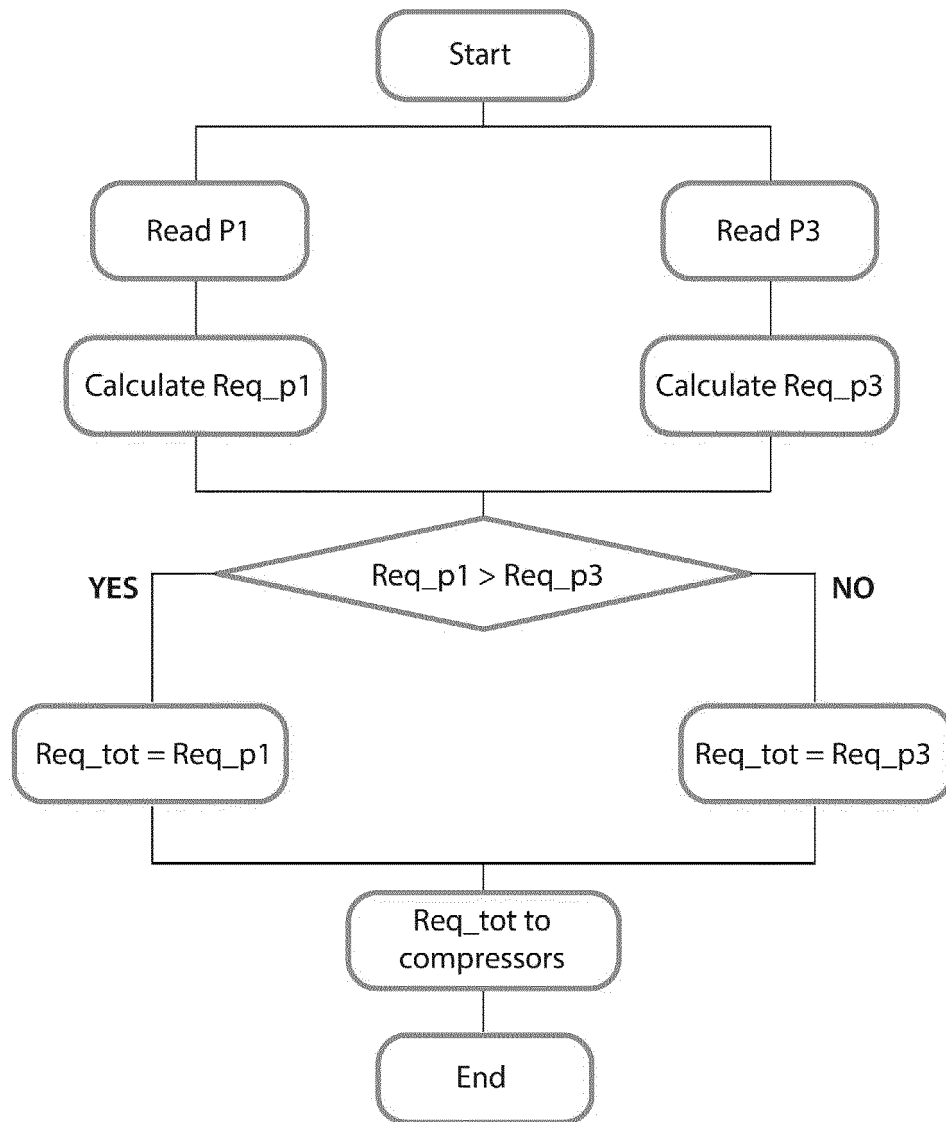 Start
Read P1
Read P3
Calculate Req_p1
Calculate Req_p3
Req_p1 > Req_p3
YES
NO
Req_tot = Req_p1
Req_tot = Req_p3
Req_tot to
compressors
End